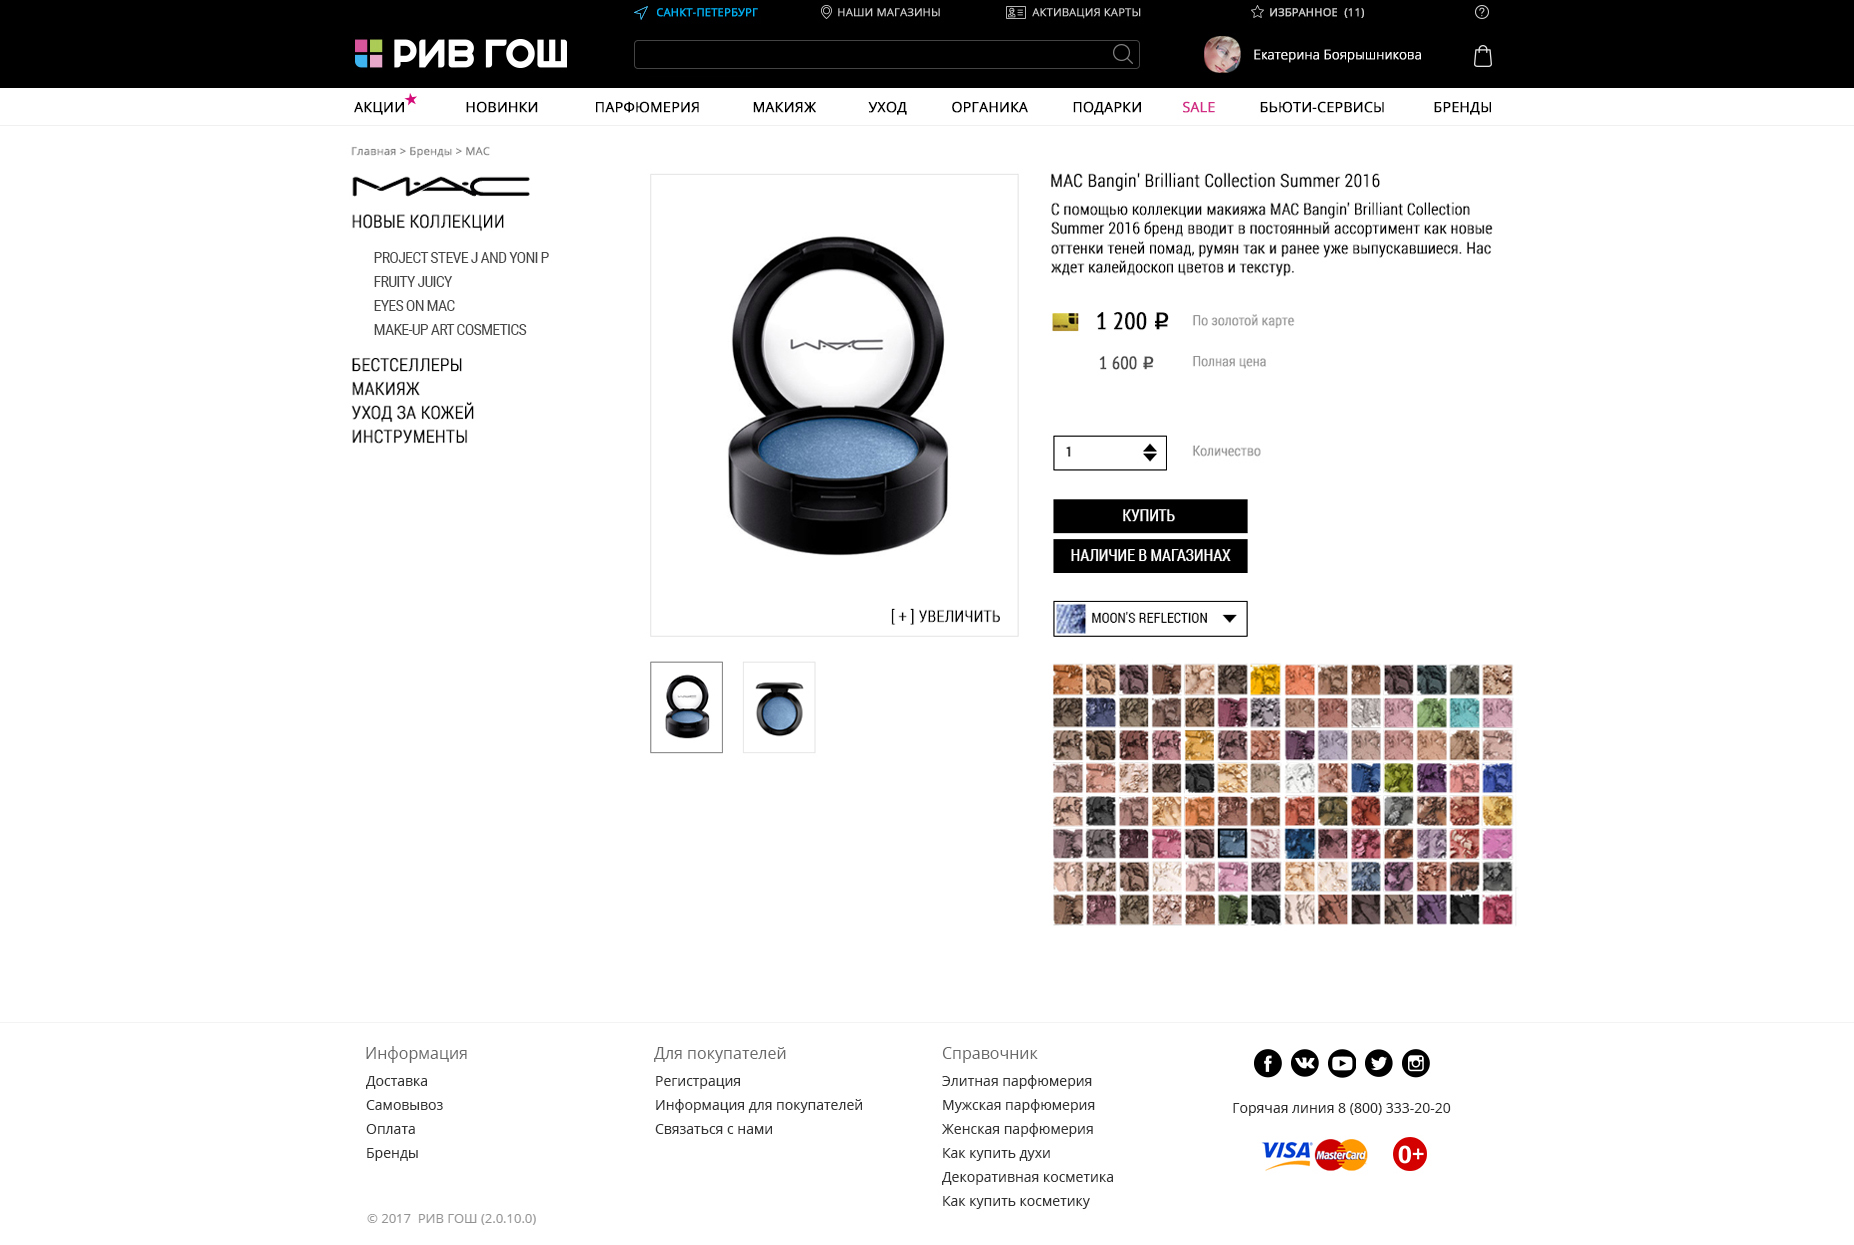 САНКТ-ПЕТЕРБУРГ
НАШИ МАГАЗИНЫ
АКТИВАЦИЯ КАРТЫ
ИЗБРАННОЕ (11)
РИВ ГОШ
Екатерина Боярышникова
АКЦИИ
НОВИНКИ
ПАРФЮМЕРИЯ
МАКИЯЖ
УХОД
ОРГАНИКА
ПОДАРКИ
SALE
БЬЮТИ-СЕРВИСЫ
БРЕНДЫ
Главная > Бренды > MAC
MAC
НОВЫЕ КОЛЛЕКЦИИ
PROJECT STEVE J AND YONI P
FRUITY JUICY
EYES ON MAC
MAKE-UP ART COSMETICS
БЕСТСЕЛЛЕРЫ
МАКИЯЖ
УХОД ЗА КОЖЕЙ
ИНСТРУМЕНТЫ
MAC
[ + ] УВЕЛИЧИТЬ
MAC Bangin' Brilliant Collection Summer 2016
С помощью коллекции макияжа MAC Bangin' Brilliant Collection
Summer 2016 бренд вводит в постоянный ассортимент как новые
оттенки теней помад, румян так и ранее уже выпускавшиеся. Нас
ждет калейдоскоп цветов и текстур.
1 200 ₽ По золотой карте
1 600 ₽ Полная цена
1 Количество
КУПИТЬ
НАЛИЧИЕ В МАГАЗИНАХ
MOON'S REFLECTION
Информация
Доставка
Самовывоз
Оплата
Бренды
Для покупателей
Регистрация
Информация для покупателей
Связаться с нами
Справочник
Элитная парфюмерия
Мужская парфюмерия
Женская парфюмерия
Как купить духи
Декоративная косметика
Как купить косметику
Горячая линия 8 (800) 333-20-20
VISA MasterCard 0+
© 2017 РИВ ГОШ (2.0.10.0)